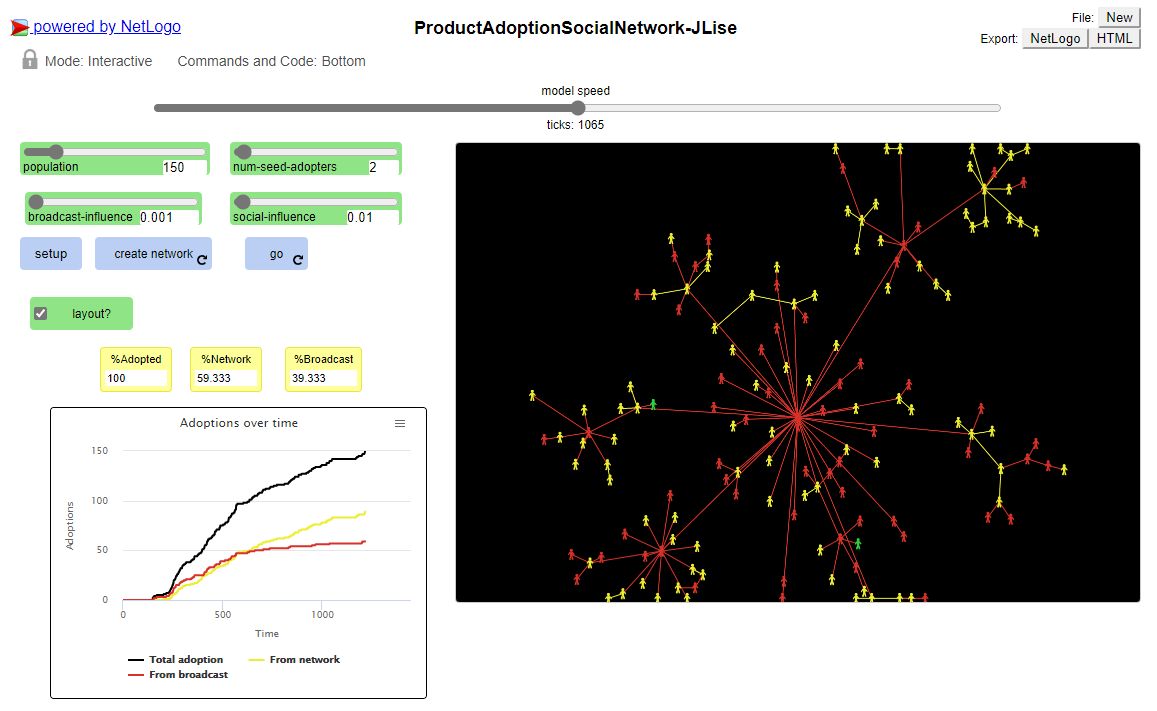 powered by NetLogo
ProductAdoptionSocialNetwork-JLise
File: New
Export: NetLogo HTML
Mode: Interactive
Commands and Code: Bottom
model speed
ticks: 1065
population 150
num-seed-adopters 2
broadcast-influence 0.001
social-influence 0.01
setup
create network
go
layout?
%Adopted
100
%Network
59.333
%Broadcast
39.333
Adoptions over time
Adoptions
150
100
50
0
0 500 1000
Time
Total adoption
From network
From broadcast